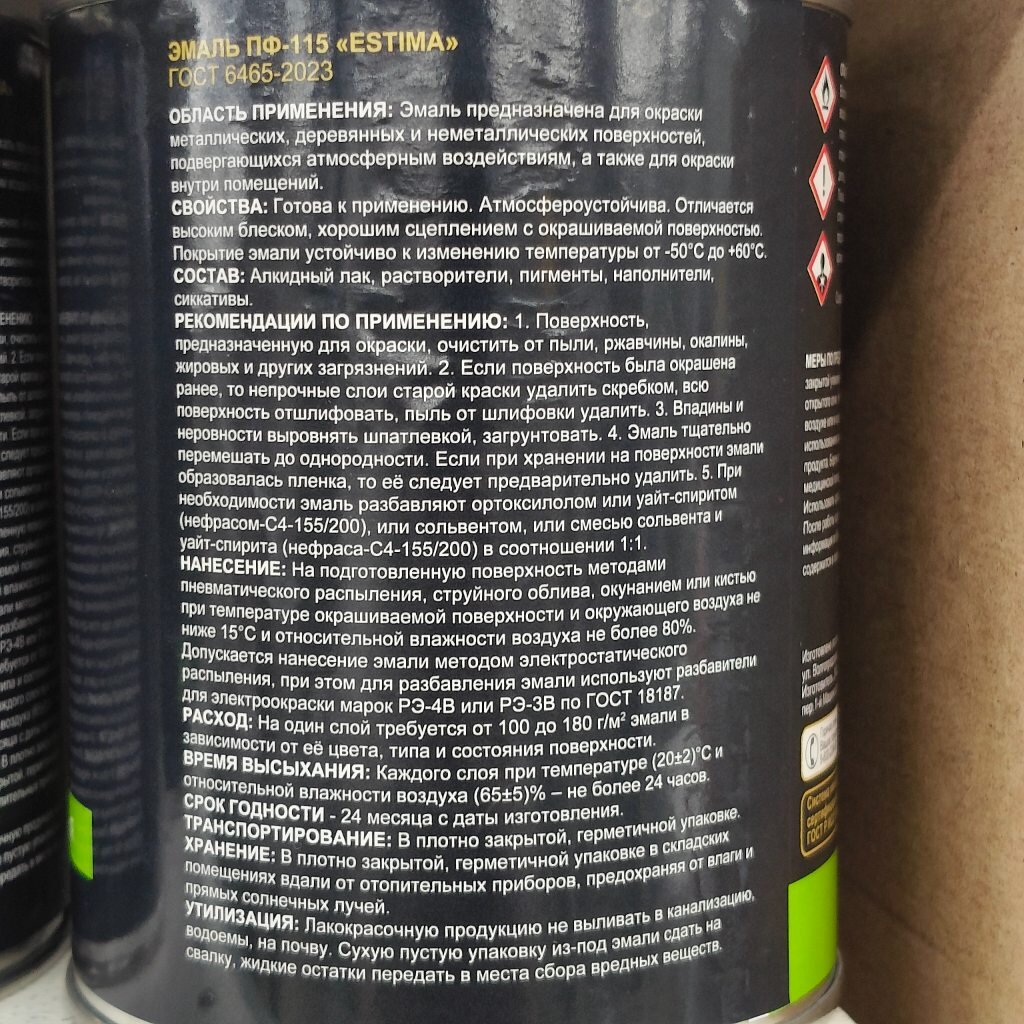 ЭМАЛЬ ПФ-115 «ESTIMA»
ГОСТ 6465-2023
ОБЛАСТЬ ПРИМЕНЕНИЯ: Эмаль предназначена для окраски
металлических, деревянных и неметаллических поверхностей,
подвергающихся атмосферным воздействиям, а также для окраски
внутри помещений.
СВОЙСТВА: Готова к применению. Атмосфероустойчива. Отличается
высоким блеском, хорошим сцеплением с окрашиваемой поверхностью.
Покрытие эмали устойчиво к изменению температуры от -50°С до +60°С.
СОСТАВ: Алкидный лак, растворители, пигменты, наполнители,
сиккативы.
РЕКОМЕНДАЦИИ ПО ПРИМЕНЕНИЮ: 1. Поверхность,
предназначенную для окраски, очистить от пыли, ржавчины, окалины,
жировых и других загрязнений. 2. Если поверхность была окрашена
ранее, то непрочные слои старой краски удалить скребком, всю
поверхность отшлифовать, пыль от шлифовки удалить. 3. Впадины и
неровности выровнять шпатлевкой, загрунтовать. 4. Эмаль тщательно
перемешать до однородности. Если при хранении на поверхности эмали
образовалась пленка, то её следует предварительно удалить. 5. При
необходимости эмаль разбавляют ортоксилолом или уайт-спиритом
(нефрасом-С4-155/200), или сольвентом, или смесью сольвента и
уайт-спирита (нефраса-С4-155/200) в соотношении 1:1.
НАНЕСЕНИЕ: На подготовленную поверхность методами
пневматического распыления, струйного облива, окунанием или кистью
при температуре окрашиваемой поверхности и окружающего воздуха не
ниже 15°С и относительной влажности воздуха не более 80%.
Допускается нанесение эмали методом электростатического
распыления, при этом для разбавления эмали используют разбавители
для электроокраски марок РЭ-4В или РЭ-3В по ГОСТ 18187.
РАСХОД: На один слой требуется от 100 до 180 г/м² эмали в
зависимости от её цвета, типа и состояния поверхности.
ВРЕМЯ ВЫСЫХАНИЯ: Каждого слоя при температуре (20±2)°С и
относительной влажности воздуха (65±5)% – не более 24 часов.
СРОК ГОДНОСТИ - 24 месяца с даты изготовления.
ТРАНСПОРТИРОВАНИЕ: В плотно закрытой, герметичной упаковке.
ХРАНЕНИЕ: В плотно закрытой, герметичной упаковке в складских
помещениях вдали от отопительных приборов, предохраняя от влаги и
прямых солнечных лучей.
УТИЛИЗАЦИЯ: Лакокрасочную продукцию не выливать в канализацию,
водоемы, на почву. Сухую пустую упаковку из-под эмали сдать на
свалку, жидкие остатки передать в места сбора вредных веществ.